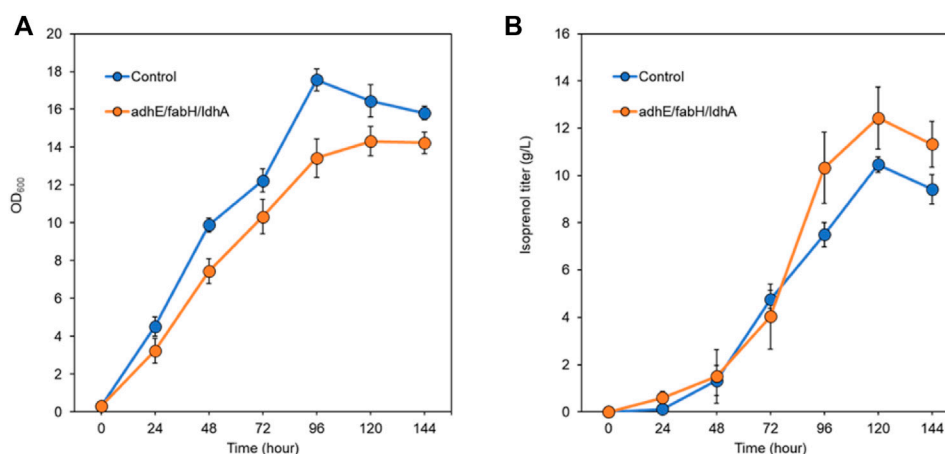 A
20
18
16
14
12
10
8
6
4
2
0
OD600
Control
adhE/fabH/ldhA
0 24 48 72 96 120 144
Time (hour)
B
16
14
12
10
8
6
4
2
0
Isoprenol titer (g/L)
Control
adhE/fabH/ldhA
0 24 48 72 96 120 144
Time (hour)